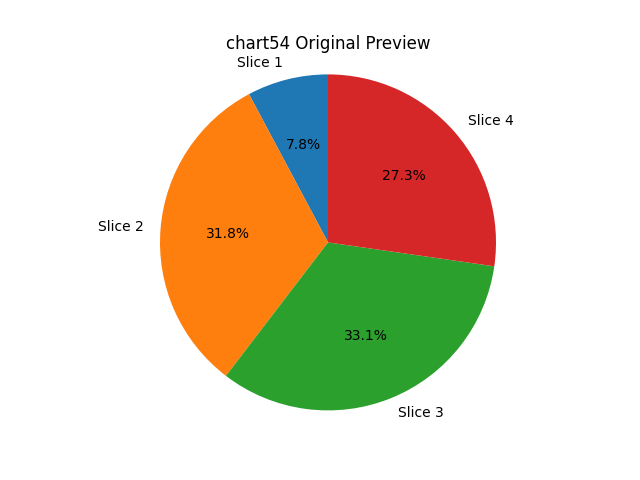 chart54 Original Preview
Slice 1
7.8%
Slice 4
27.3%
Slice 2
31.8%
33.1%
Slice 3